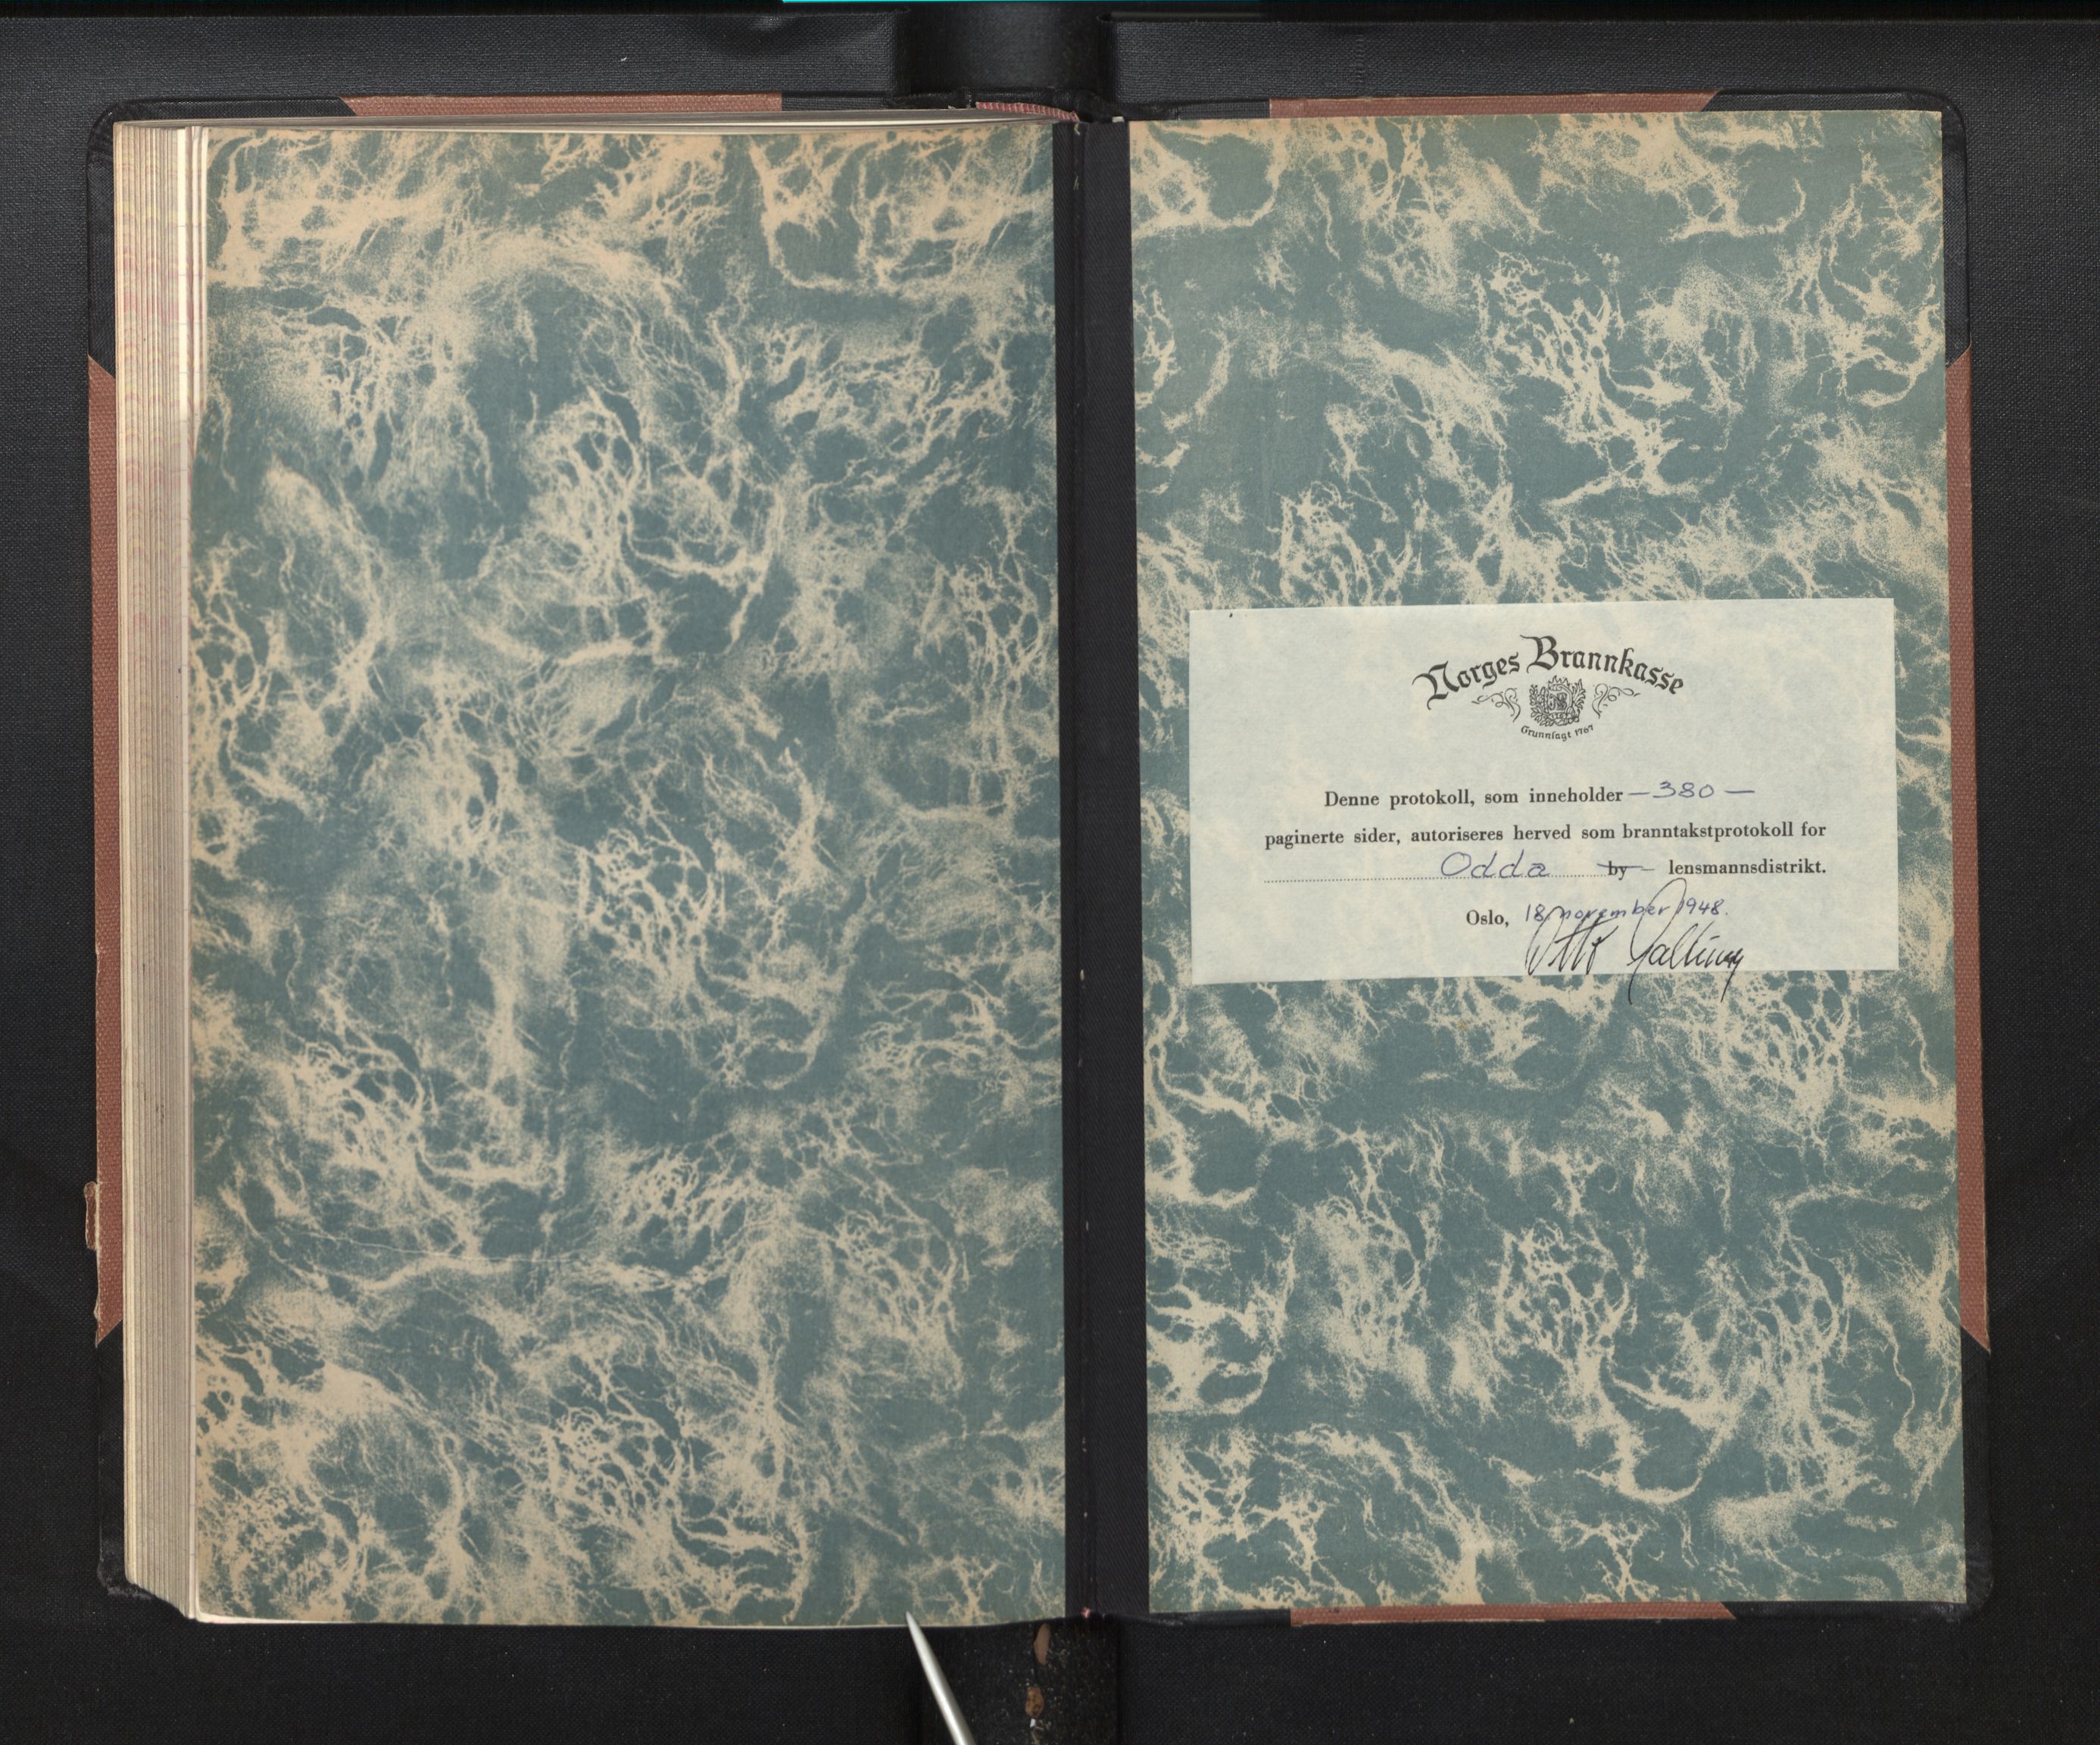 Norges Brannkasse
Grunnlagt 1767
Denne protokoll, som inneholder — 380 —
paginerte sider, autoriseres herved som branntakstprotokoll for
Odda by — lensmannsdistrikt.
Oslo, 18. november 1948.
Otto